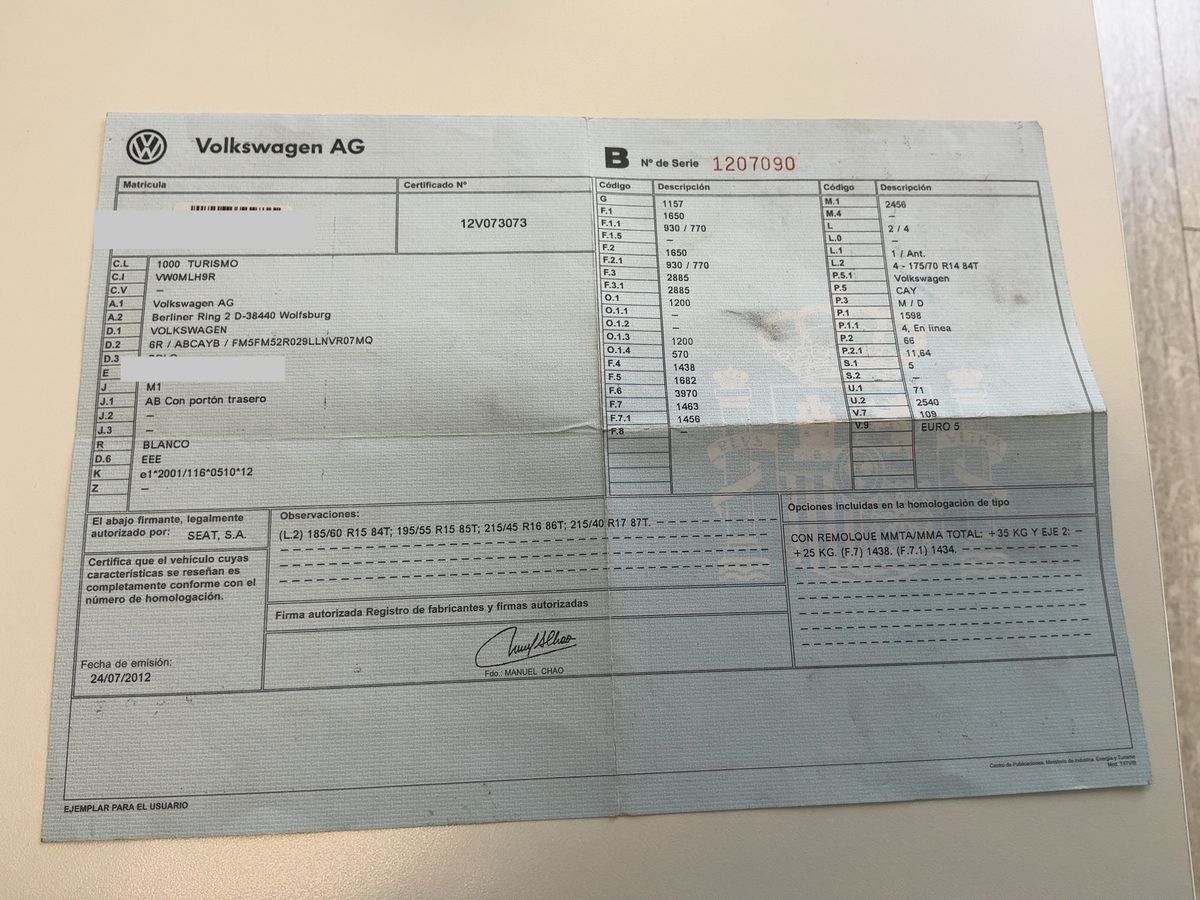 Volkswagen AG
B Nº de Serie 1207090
Matrícula
Certificado Nº
12V073073
C.L 1000 TURISMO
C.I VW0MLH9R
C.V –
A.1 Volkswagen AG
A.2 Berliner Ring 2 D-38440 Wolfsburg
D.1 VOLKSWAGEN
D.2 6R / ABCAYB / FM5FM52R029LLNVR07MQ
D.3
E
J M1
J.1 AB Con portón trasero
J.2 –
J.3 –
R BLANCO
D.6 EEE
K e1*2001/116*0510*12
Z –
Código Descripción
G 1157
F.1 1650
F.1.1 930 / 770
F.1.5 –
F.2 1650
F.2.1 930 / 770
F.3 2885
F.3.1 2885
O.1 1200
O.1.1 –
O.1.2 –
O.1.3 1200
O.1.4 570
F.4 1438
F.5 1682
F.6 3970
F.7 1463
F.7.1 1456
F.8 –
Código Descripción
M.1 2456
M.4 –
L 2 / 4
L.0 –
L.1 1 / Ant.
L.2 4 - 175/70 R14 84T
P.5.1 Volkswagen
P.5 CAY
P.3 M / D
P.1 1598
P.1.1 4, En línea
P.2 66
P.2.1 11,64
S.1 5
S.2 –
U.1 71
U.2 2540
V.7 109
V.9 EURO 5
El abajo firmante, legalmente
autorizado por: SEAT, S.A.
Certifica que el vehículo cuyas
características se reseñan es
completamente conforme con el
número de homologación.
Fecha de emisión:
24/07/2012
Observaciones:
(L.2) 185/60 R15 84T; 195/55 R15 85T; 215/45 R16 86T; 215/40 R17 87T.
Firma autorizada Registro de fabricantes y firmas autorizadas
Fdo.: MANUEL CHAO
Opciones incluidas en la homologación de tipo
CON REMOLQUE MMTA/MMA TOTAL: +35 KG Y EJE 2:
+25 KG. (F.7) 1438. (F.7.1) 1434.
Centro de Publicaciones. Ministerio de Industria, Energía y Turismo
EJEMPLAR PARA EL USUARIO